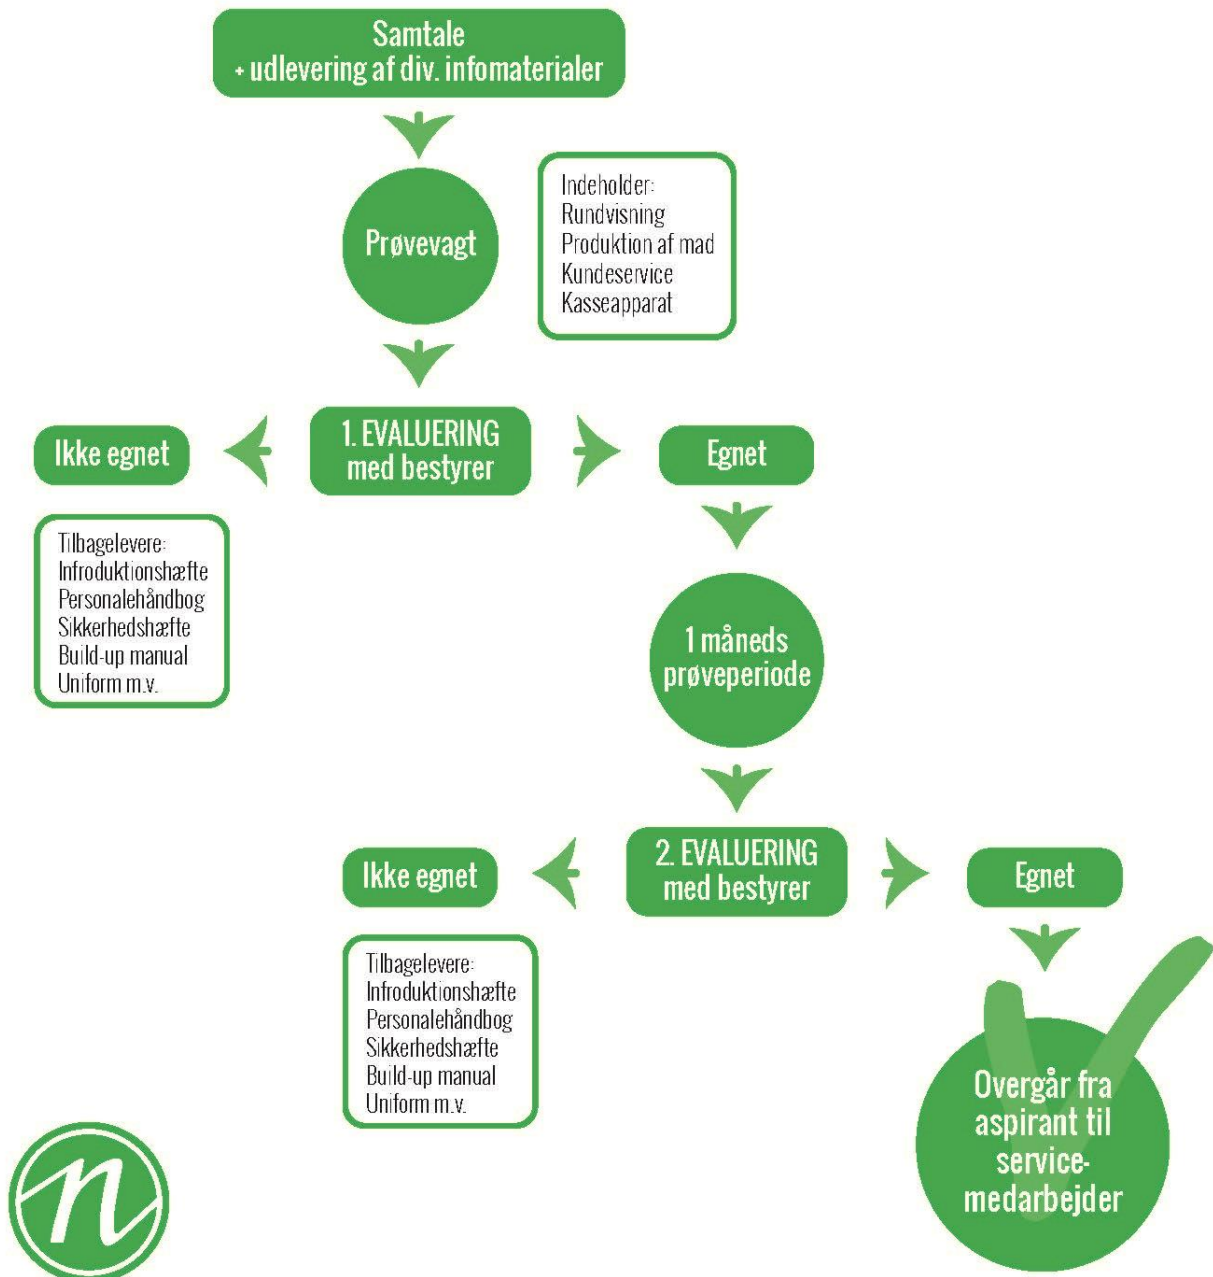 Samtale
+ udlevering af div. infomaterialer
Prøvevagt
Indeholder:
Rundvisning
Produktion af mad
Kundeservice
Kasseapparat
Ikke egnet
1. EVALUERING
med bestyrer
Egnet
Tilbagelevere:
Infroduktionshæfte
Personalehåndbog
Sikkerhedshæfte
Build-up manual
Uniform m.v.
1 måneds
prøveperiode
Ikke egnet
2. EVALUERING
med bestyrer
Egnet
Tilbagelevere:
Infroduktionshæfte
Personalehåndbog
Sikkerhedshæfte
Build-up manual
Uniform m.v.
Overgår fra
aspirant til
service-
medarbejder
n